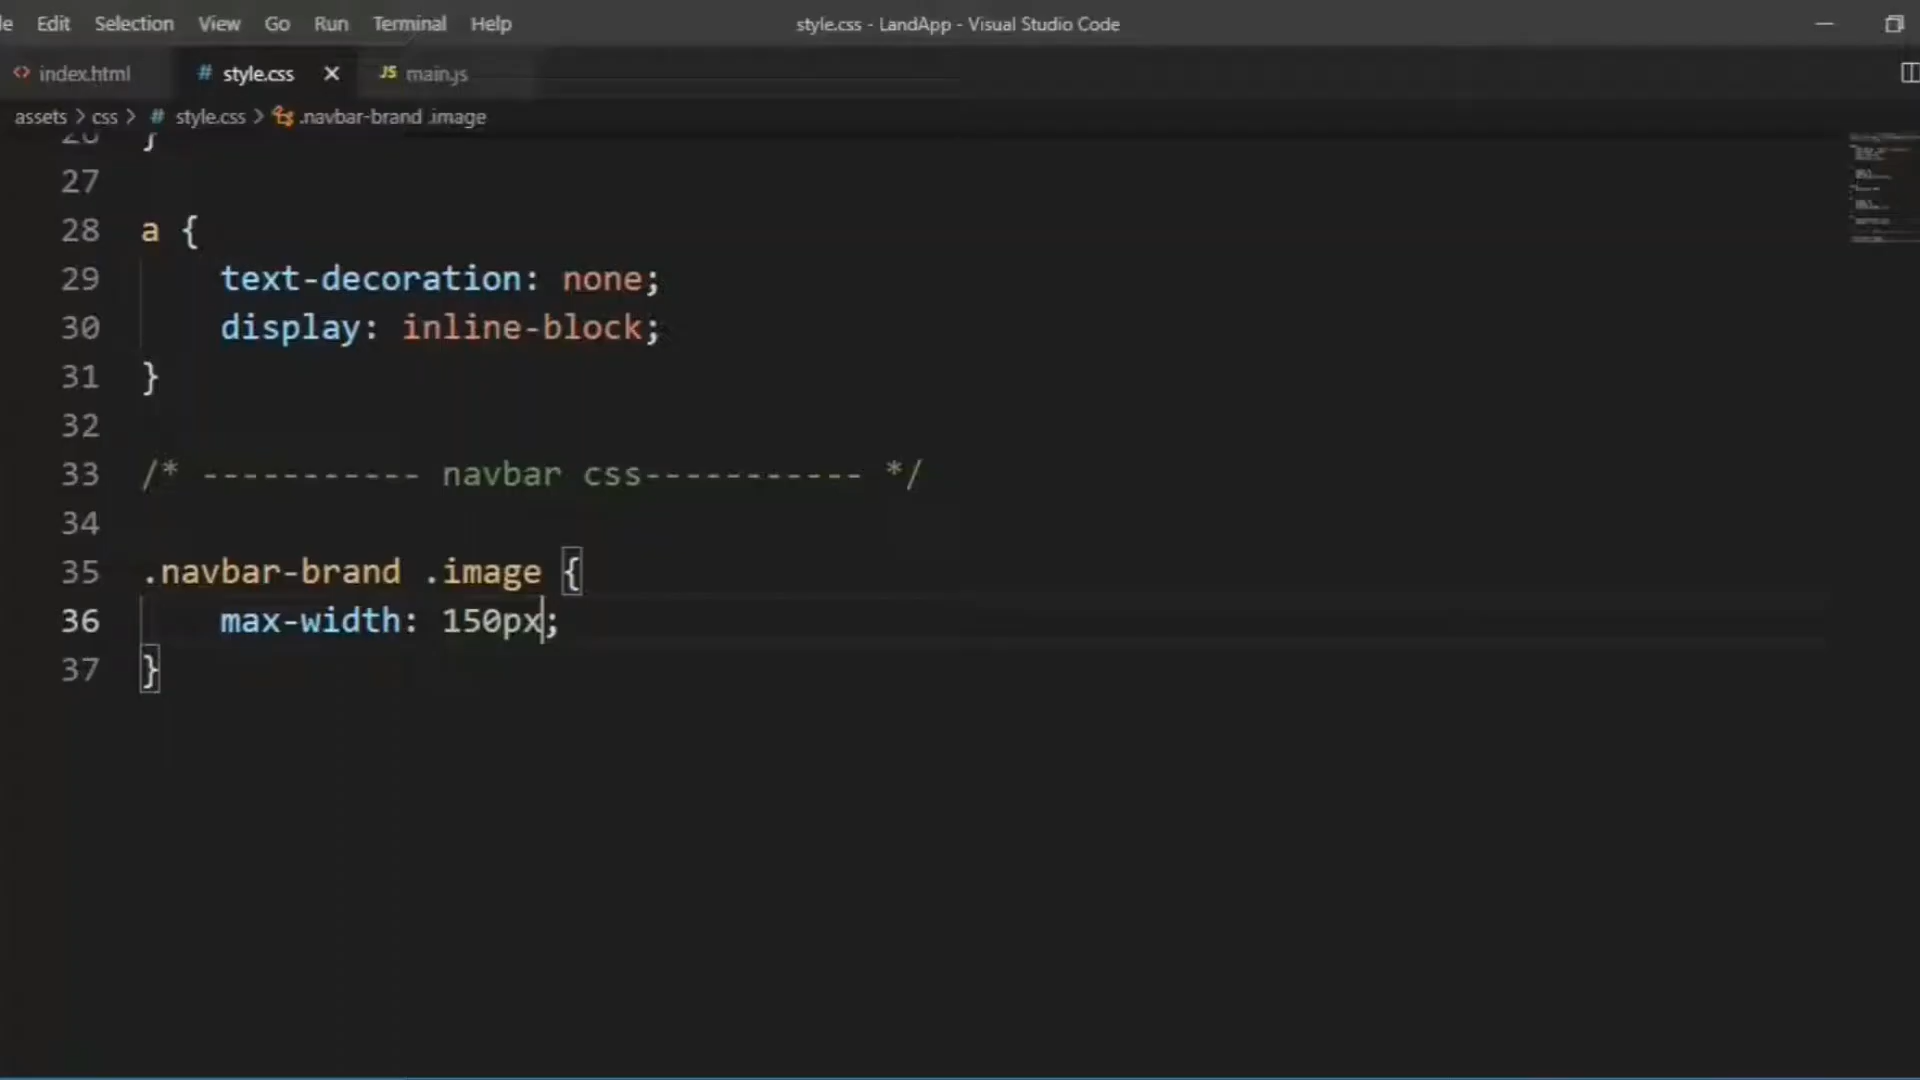 Edit Selection View Go Run Terminal Help style.css - LandApp - Visual Studio Code
<> index.html # style.css × JS main.js
assets > css > # style.css > .navbar-brand .image
26 }
27
28 a {
29 text-decoration: none;
30 display: inline-block;
31 }
32
33 /* ----------- navbar css----------- */
34
35 .navbar-brand .image {
36 max-width: 150px;
37 }